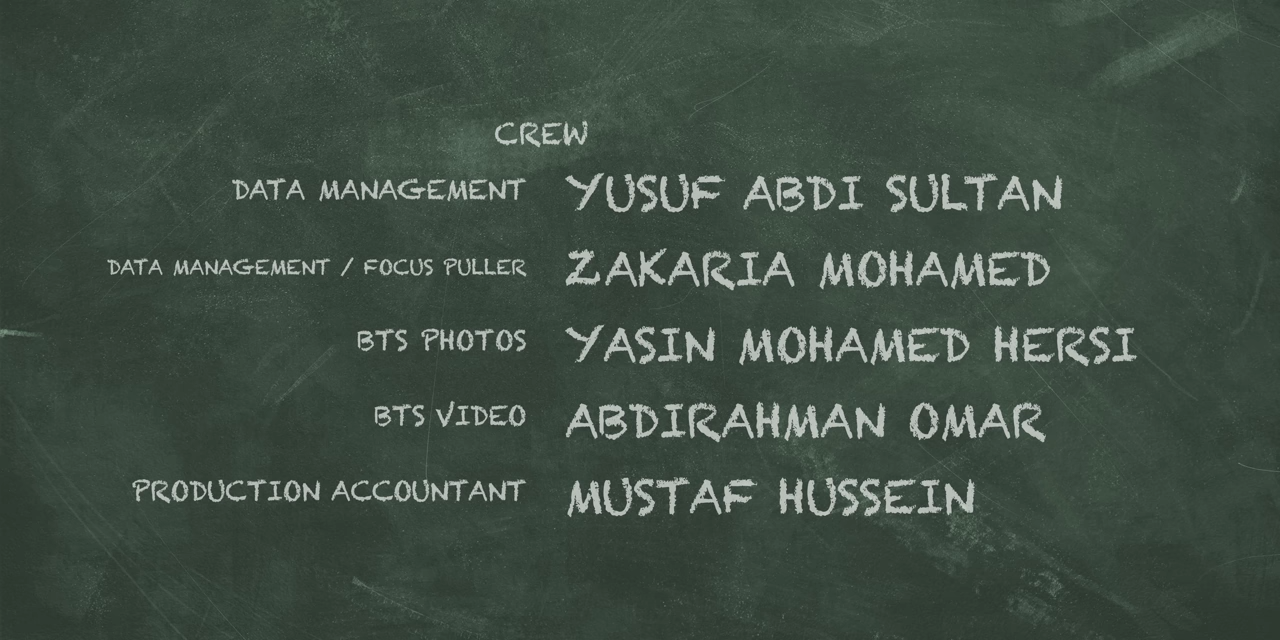 CREW
DATA MANAGEMENT YUSUF ABDI SULTAN
DATA MANAGEMENT / FOCUS PULLER ZAKARIA MOHAMED
BTS PHOTOS YASIN MOHAMED HERSI
BTS VIDEO ABDIRAHMAN OMAR
PRODUCTION ACCOUNTANT MUSTAF HUSSEIN